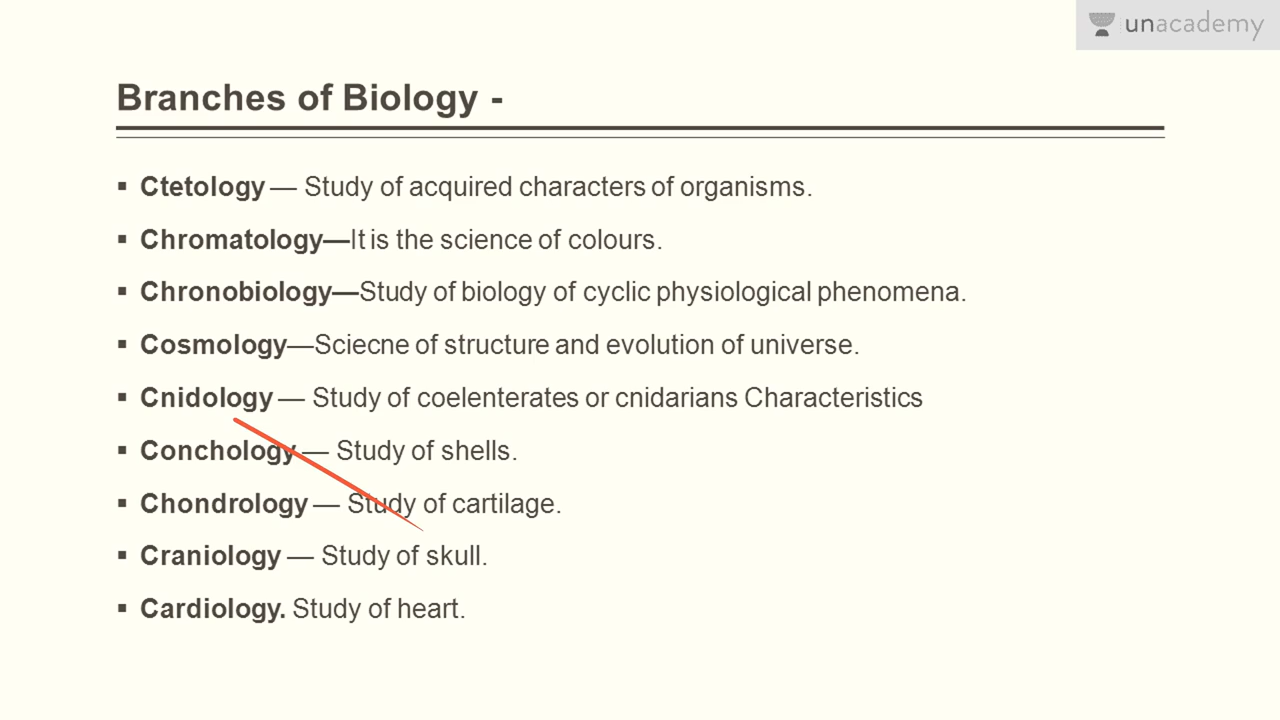 unacademy
Branches of Biology -
▪ Ctetology — Study of acquired characters of organisms.
▪ Chromatology—It is the science of colours.
▪ Chronobiology—Study of biology of cyclic physiological phenomena.
▪ Cosmology—Sciecne of structure and evolution of universe.
▪ Cnidology — Study of coelenterates or cnidarians Characteristics
▪ Conchology — Study of shells.
▪ Chondrology — Study of cartilage.
▪ Craniology — Study of skull.
▪ Cardiology. Study of heart.